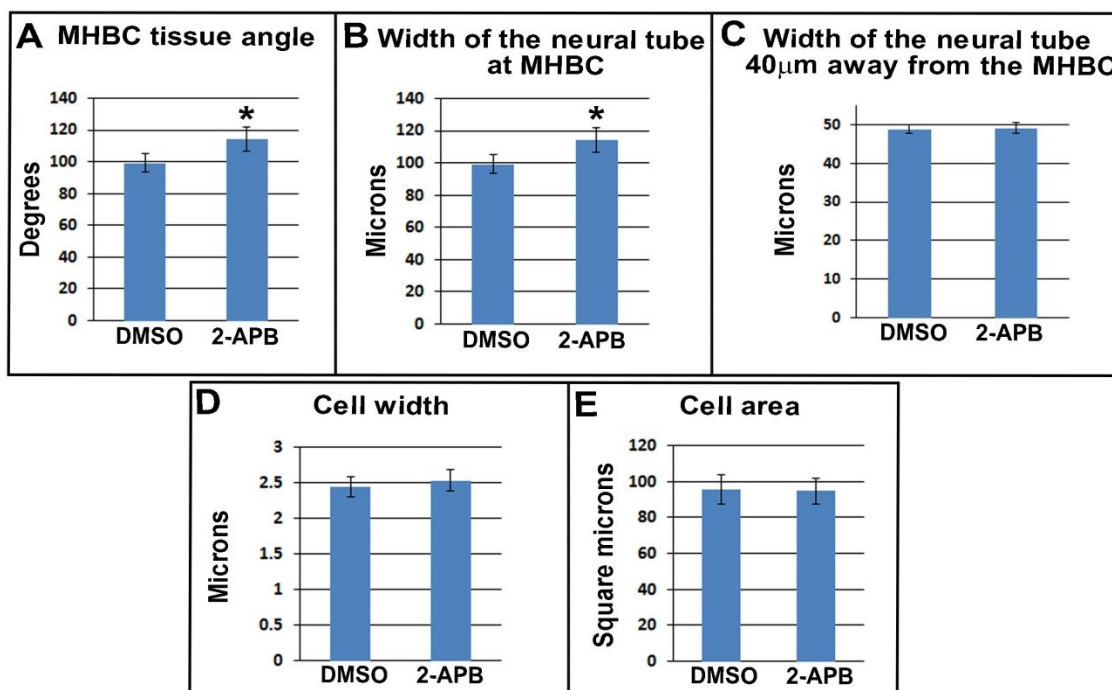 A MHBC tissue angle
Degrees
140
120
100
80
60
40
20
0
*
DMSO 2-APB
B Width of the neural tube
at MHBC
Microns
140
120
100
80
60
40
20
0
*
DMSO 2-APB
C Width of the neural tube
40μm away from the MHBC
Microns
50
40
30
20
10
0
DMSO 2-APB
D Cell width
Microns
3
2.5
2
1.5
1
0.5
0
DMSO 2-APB
E Cell area
Square microns
120
100
80
60
40
20
0
DMSO 2-APB